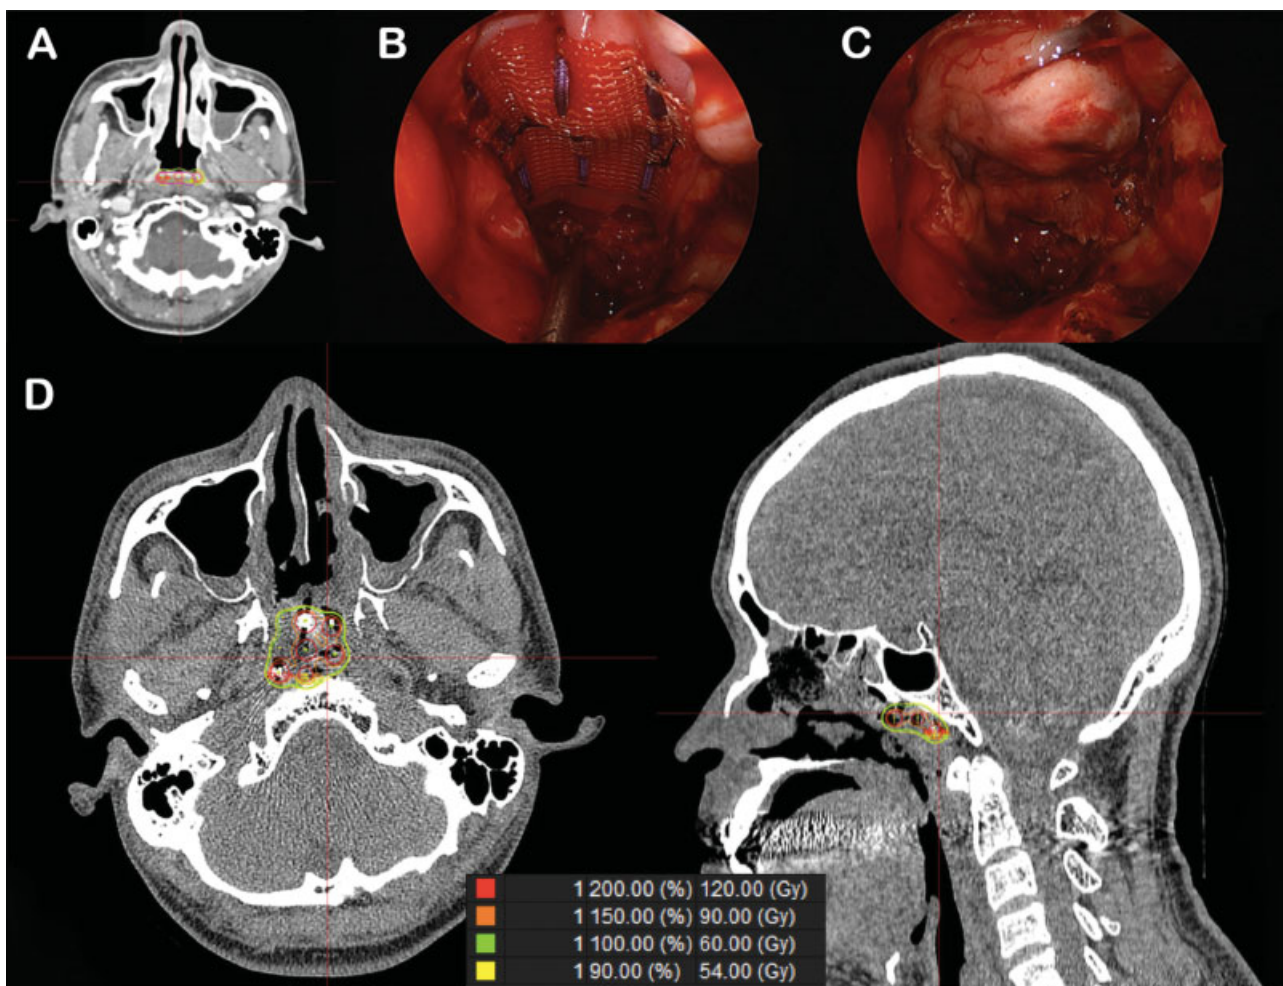 A
B
C
D
1 200.00 (%) 120.00 (Gy)
1 150.00 (%) 90.00 (Gy)
1 100.00 (%) 60.00 (Gy)
1 90.00 (%) 54.00 (Gy)